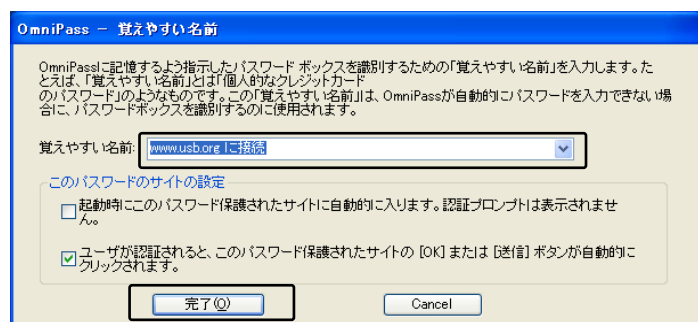 OmniPass － 覚えやすい名前
OmniPassに記憶するよう指示したパスワード ボックスを識別するための「覚えやすい名前」を入力します。た
とえば、「覚えやすい名前」とは「個人的なクレジットカード
のパスワード」のようなものです。この「覚えやすい名前」は、OmniPassが自動的にパスワードを入力できない場
合に、パスワードボックスを識別するのに使用されます。
覚えやすい名前: www.usb.org に接続
このパスワードのサイトの設定
起動時にこのパスワード保護されたサイトに自動的に入ります。認証プロンプトは表示されませ
ん。
ユーザが認証されると、このパスワード保護されたサイトの [OK] または [送信] ボタンが自動的に
クリックされます。
完了(O) Cancel